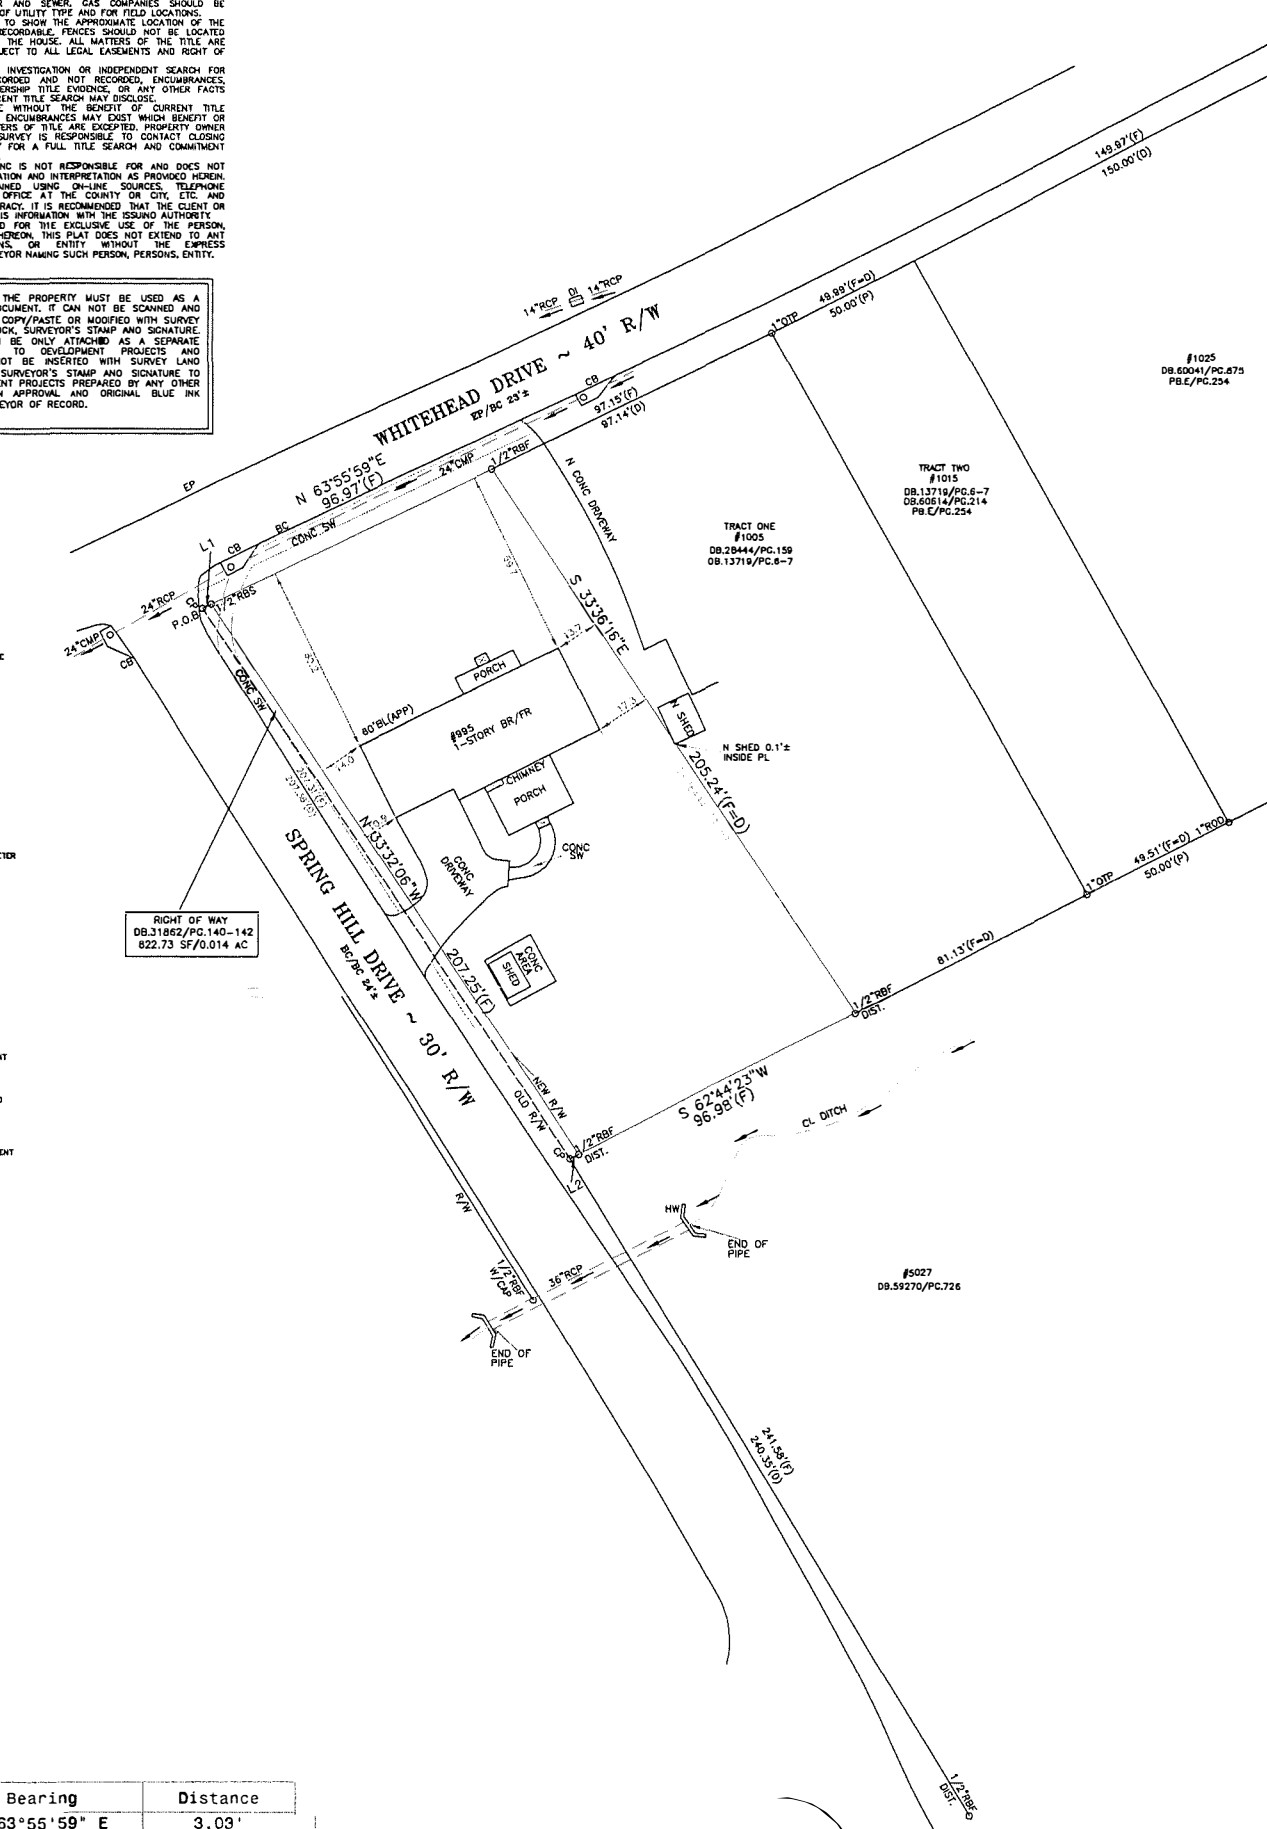 R AND SEWER, GAS COMPANIES SHOULD BE
OF UTILITY TYPE AND FOR FIELD LOCATIONS.
TO SHOW THE APPROXIMATE LOCATION OF THE
RECORDABLE. FENCES SHOULD NOT BE LOCATED
THE HOUSE. ALL MATTERS OF THE TITLE ARE
JECT TO ALL LEGAL EASEMENTS AND RIGHT OF
INVESTIGATION OR INDEPENDENT SEARCH FOR
CORDED AND NOT RECORDED, ENCUMBRANCES,
ERSHIP TITLE EVIDENCE, OR ANY OTHER FACTS
RENT TITLE SEARCH MAY DISCLOSE.
E WITHOUT THE BENEFIT OF CURRENT TITLE
ENCUMBRANCES MAY EXIST WHICH BENEFIT OR
TERS OF TITLE ARE EXCEPTED. PROPERTY OWNER
SURVEY IS RESPONSIBLE TO CONTACT CLOSING
Y FOR A FULL TITLE SEARCH AND COMMITMENT
INC IS NOT RESPONSIBLE FOR AND DOES NOT
ATION AND INTERPRETATION AS PROVIDED HEREIN.
INED USING ON-LINE SOURCES, TELEPHONE
OFFICE AT THE COUNTY OR CITY, ETC. AND
RACY. IT IS RECOMMENDED THAT THE CLIENT OR
IS INFORMATION WITH THE ISSUING AUTHORITY
D FOR THE EXCLUSIVE USE OF THE PERSON,
HEREON, THIS PLAT DOES NOT EXTEND TO ANT
NS, OR ENTITY WITHOUT THE EXPRESS
EYOR NAMING SUCH PERSON, PERSONS, ENTITY.
THE PROPERTY MUST BE USED AS A
OCUMENT. IT CAN NOT BE SCANNED AND
COPY/PASTE OR MODIFIED WITH SURVEY
OCK, SURVEYOR'S STAMP AND SIGNATURE.
BE ONLY ATTACHED AS A SEPARATE
TO DEVELOPMENT PROJECTS AND
NOT BE INSERTED WITH SURVEY LAND
SURVEYOR'S STAMP AND SIGNATURE TO
ENT PROJECTS PREPARED BY ANY OTHER
N APPROVAL AND ORIGINAL BLUE INK
EYOR OF RECORD.
149.97'(F)
150.00'(D)
14"RCP
DI
14"RCP
49.99'(F=D)
50.00'(P)
1"OTP
WHITEHEAD DRIVE ~ 40' R/W
EP/BC 23'±
CB
97.15'(F)
97.14'(D)
#1025
DB.60041/PG.875
PB.E/PG.254
TRACT TWO
#1015
DB.13719/PG.6-7
DB.60614/PG.214
PB.E/PG.254
TRACT ONE
#1005
DB.28444/PG.159
DB.13719/PG.6-7
EP
N 63°55'59"E
96.97'(F)
24"CMP
1/2"RBF
N CONC DRIVEWAY
BC
CONC SW
CB
L1
24"RCP
P.O.B
CP
1/2"RBS
24"CMP
CB
S 33°36'16"E
205.24'(F=D)
13.7
17.3
14.0
N SHED
N SHED 0.1'±
INSIDE PL
CONC SW
PORCH
60'BL(APP)
#995
1-STORY BR/FR
CHIMNEY
PORCH
CONC
SW
CONC
DRIVEWAY
N 33°32'06"W
207.25'(F)
CONC
AREA
SHED
SPRING HILL DRIVE ~ 30' R/W
BC/BC 24'±
RIGHT OF WAY
DB.31862/PG.140-142
822.73 SF/0.014 AC
TER
49.51'(F=D)
50.00'(P)
1"ROD
1"OTP
81.13'(F=D)
1/2"RBF
DIST.
NEW R/W
OLD R/W
S 62°44'23"W
96.98'(F)
CL DITCH
CP
1/2"RBF
DIST.
L2
R/W
HW
END OF
PIPE
36"RCP
1/2"RBF
W/CAP
END OF
PIPE
#5027
DB.59270/PG.726
241.58'(F)
240.35'(D)
1/2"RBF
DIST.
Bearing Distance
63°55'59" E 3.03'